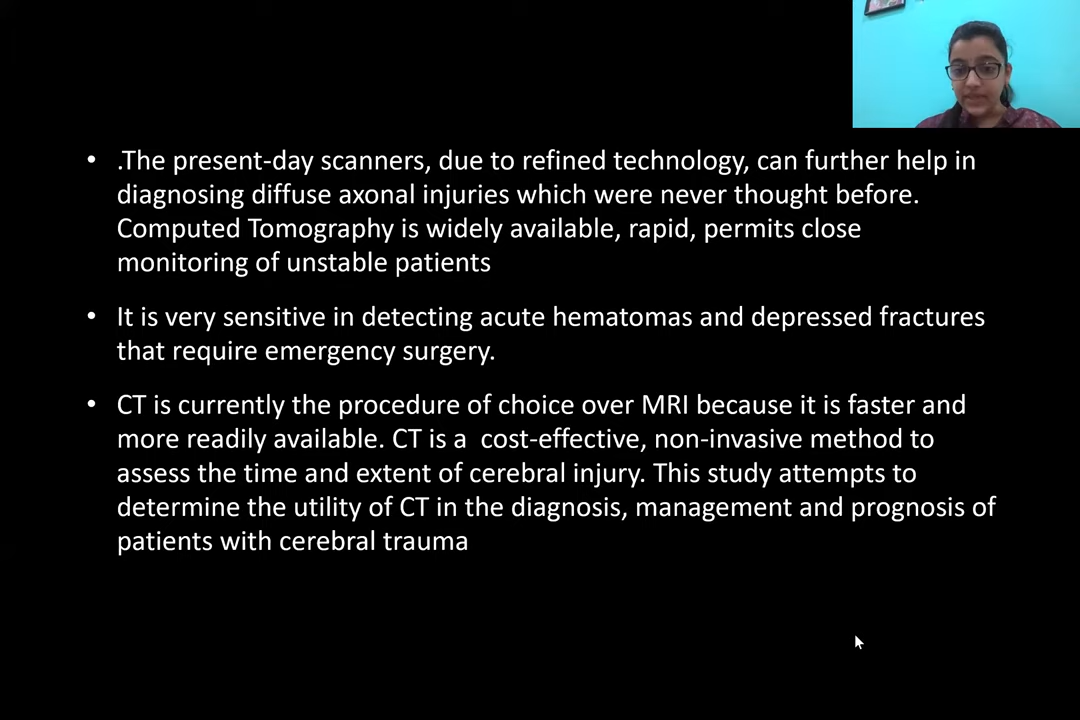 • .The present-day scanners, due to refined technology, can further help in
diagnosing diffuse axonal injuries which were never thought before.
Computed Tomography is widely available, rapid, permits close
monitoring of unstable patients
• It is very sensitive in detecting acute hematomas and depressed fractures
that require emergency surgery.
• CT is currently the procedure of choice over MRI because it is faster and
more readily available. CT is a  cost-effective, non-invasive method to
assess the time and extent of cerebral injury. This study attempts to
determine the utility of CT in the diagnosis, management and prognosis of
patients with cerebral trauma